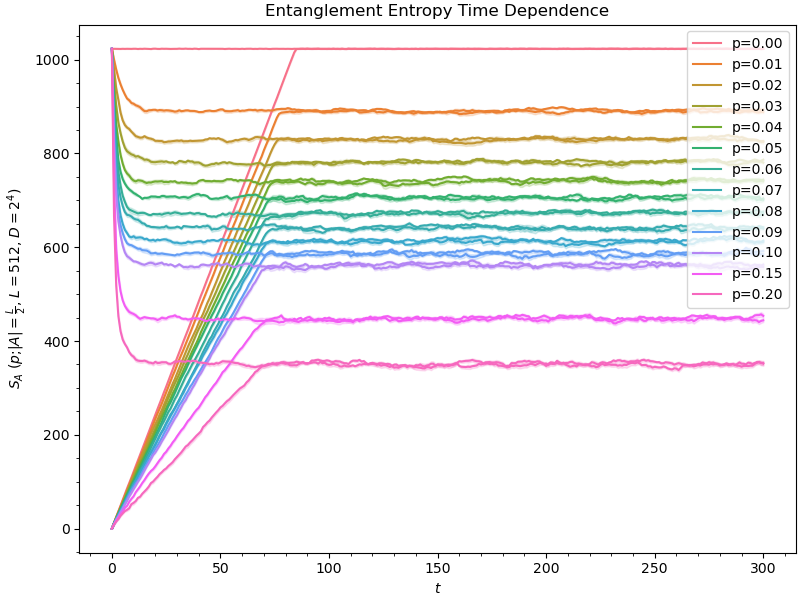 Entanglement Entropy Time Dependence
S_A (p;|A| = L/2, L = 512, D = 2^4)
1000
800
600
400
200
0
0 50 100 150 200 250 300
t
p=0.00
p=0.01
p=0.02
p=0.03
p=0.04
p=0.05
p=0.06
p=0.07
p=0.08
p=0.09
p=0.10
p=0.15
p=0.20